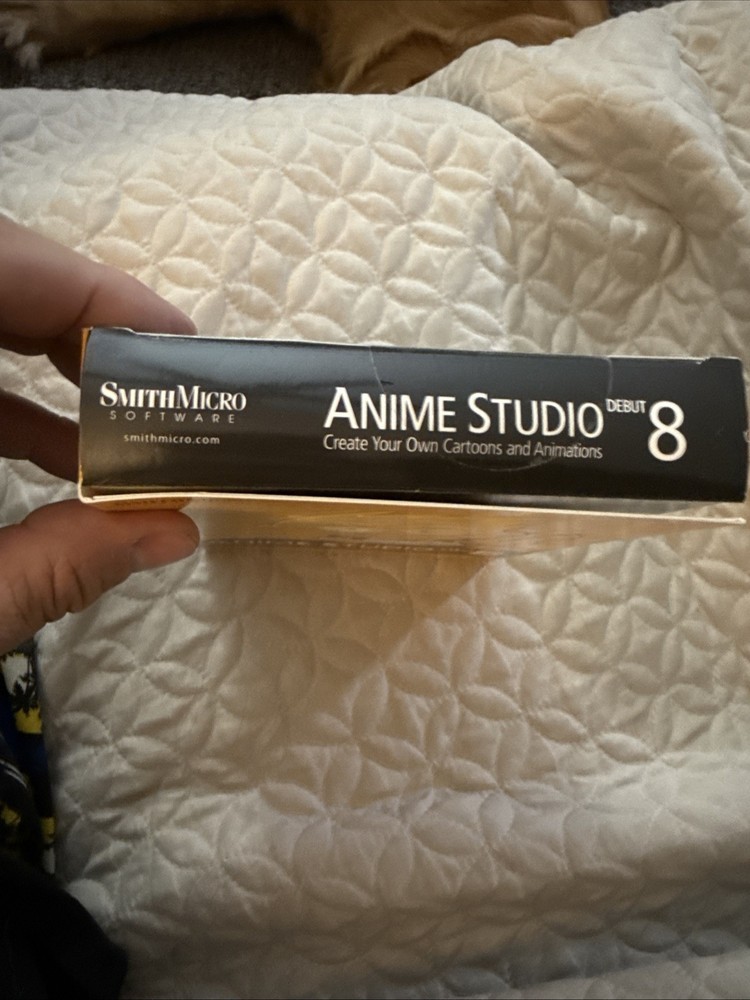 SMITHMICRO
SOFTWARE
smithmicro.com
ANIME STUDIO DEBUT 8
Create Your Own Cartoons and Animations